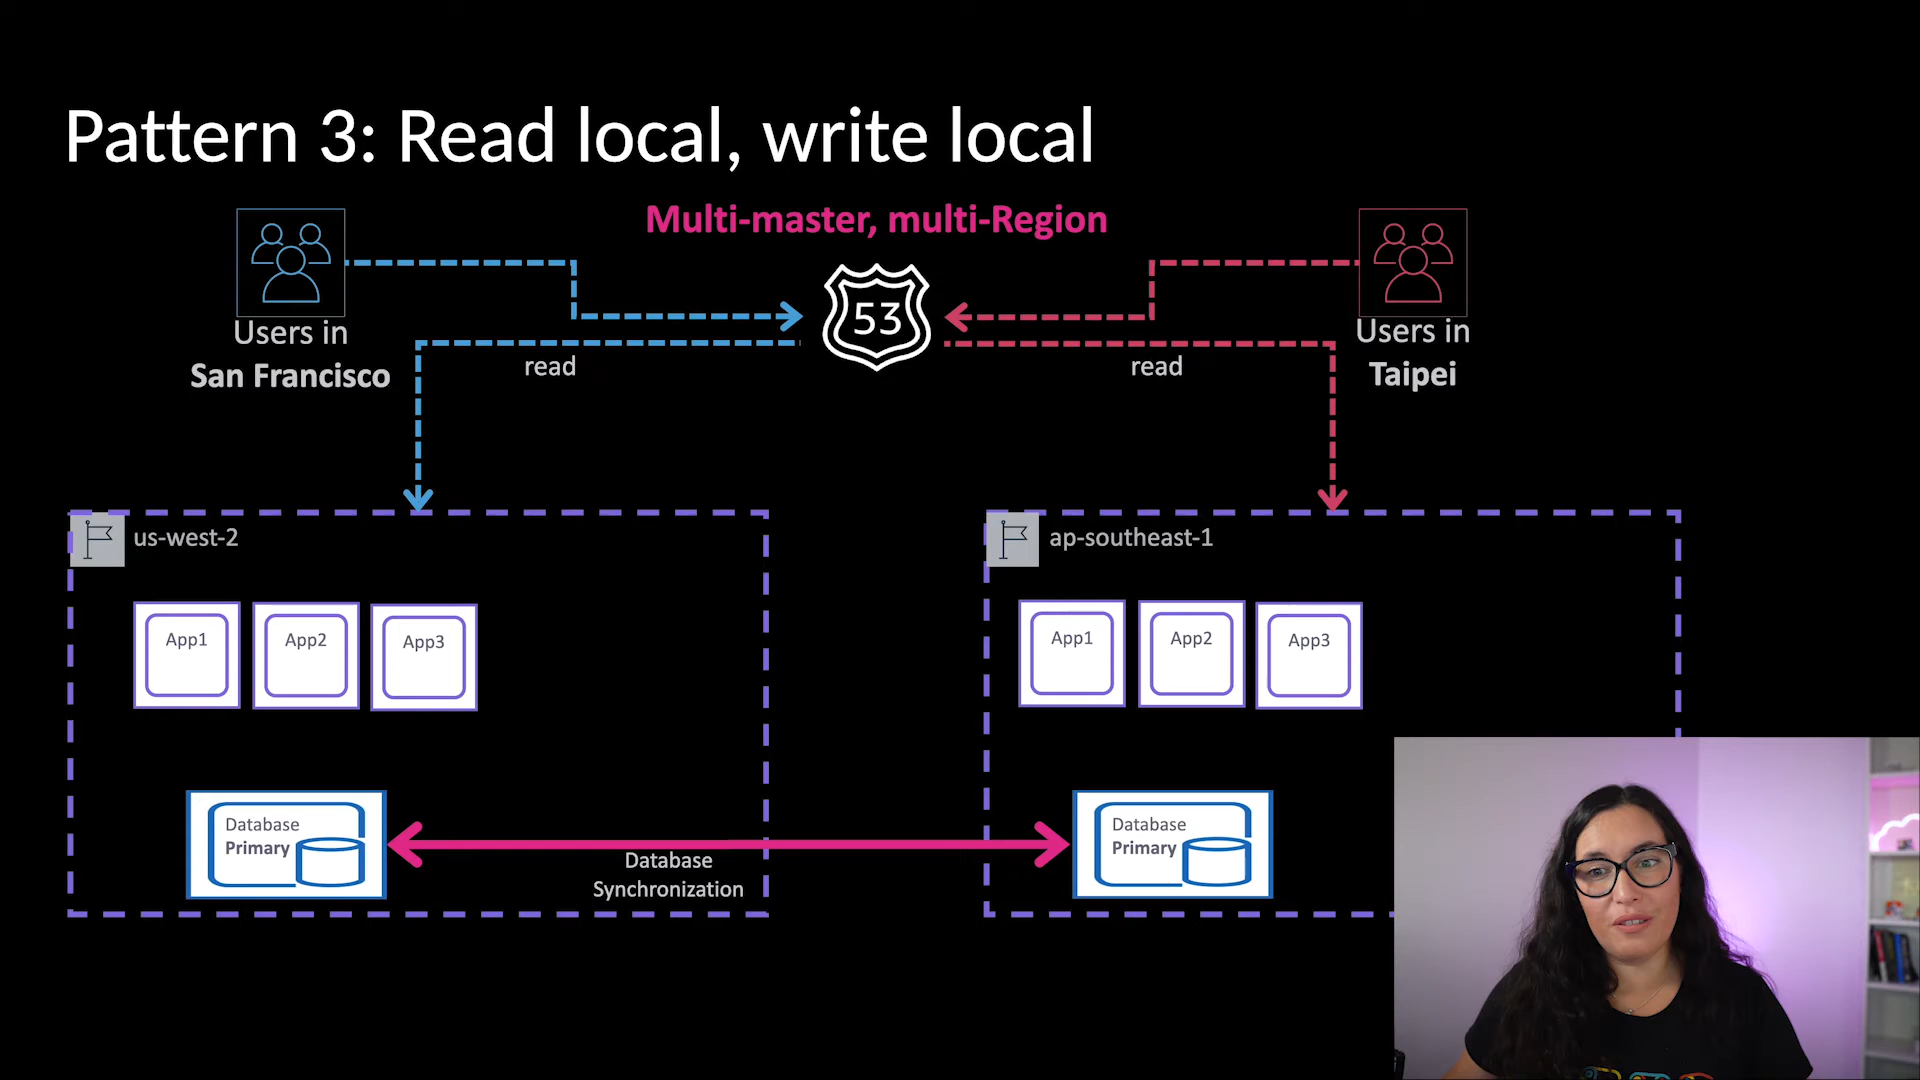 Pattern 3: Read local, write local
Multi-master, multi-Region
Users in
San Francisco
53
Users in
Taipei
read
read
us-west-2
App1
App2
App3
Database
Primary
Database
Synchronization
ap-southeast-1
App1
App2
App3
Database
Primary